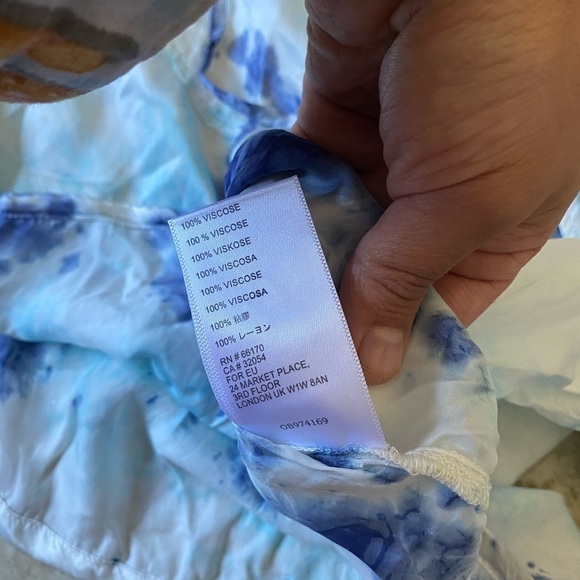 100% VISCOSE
100 % VISCOSE
100% VISKOSE
100% VISCOSA
100% VISCOSE
100% VISCOSA
100% 粘膠
100% レーヨン
RN # 66170
CA # 32054
FOR EU
24 MARKET PLACE,
3RD FLOOR,
LONDON UK W1W 8AN
OB974169